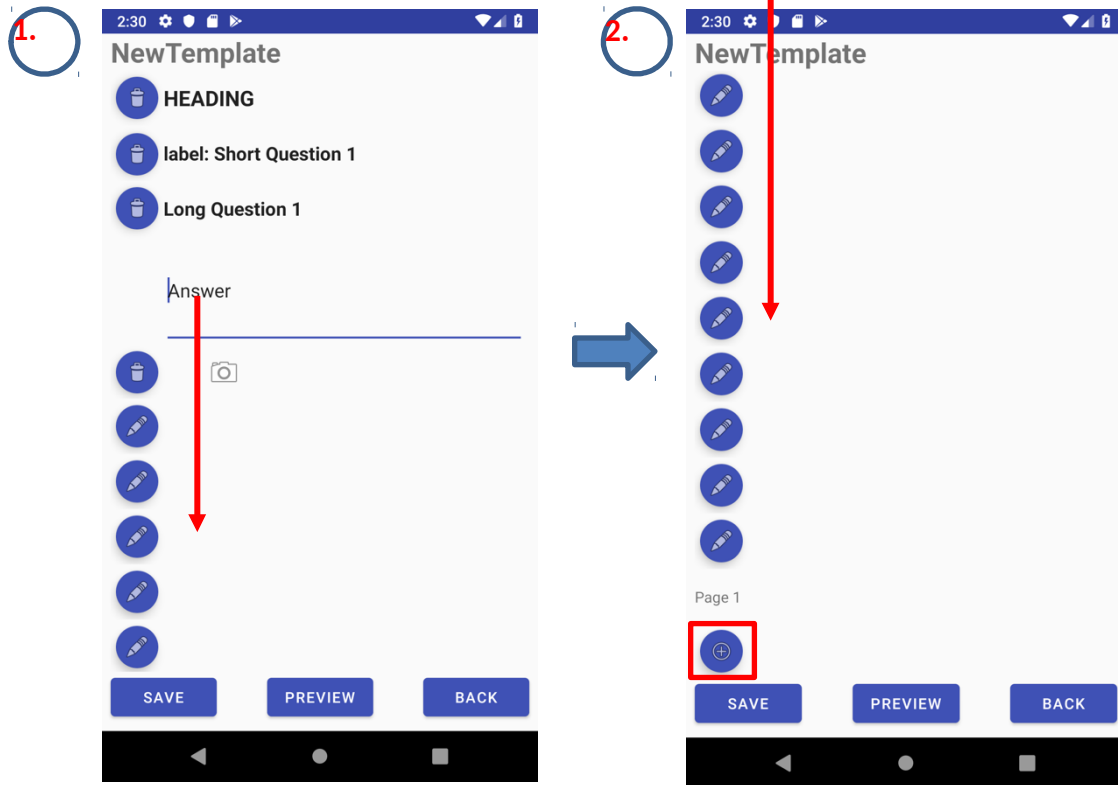 1.
2:30
NewTemplate
HEADING
label: Short Question 1
Long Question 1
Answer
SAVE PREVIEW BACK
2.
2:30
NewTemplate
Page 1
SAVE PREVIEW BACK